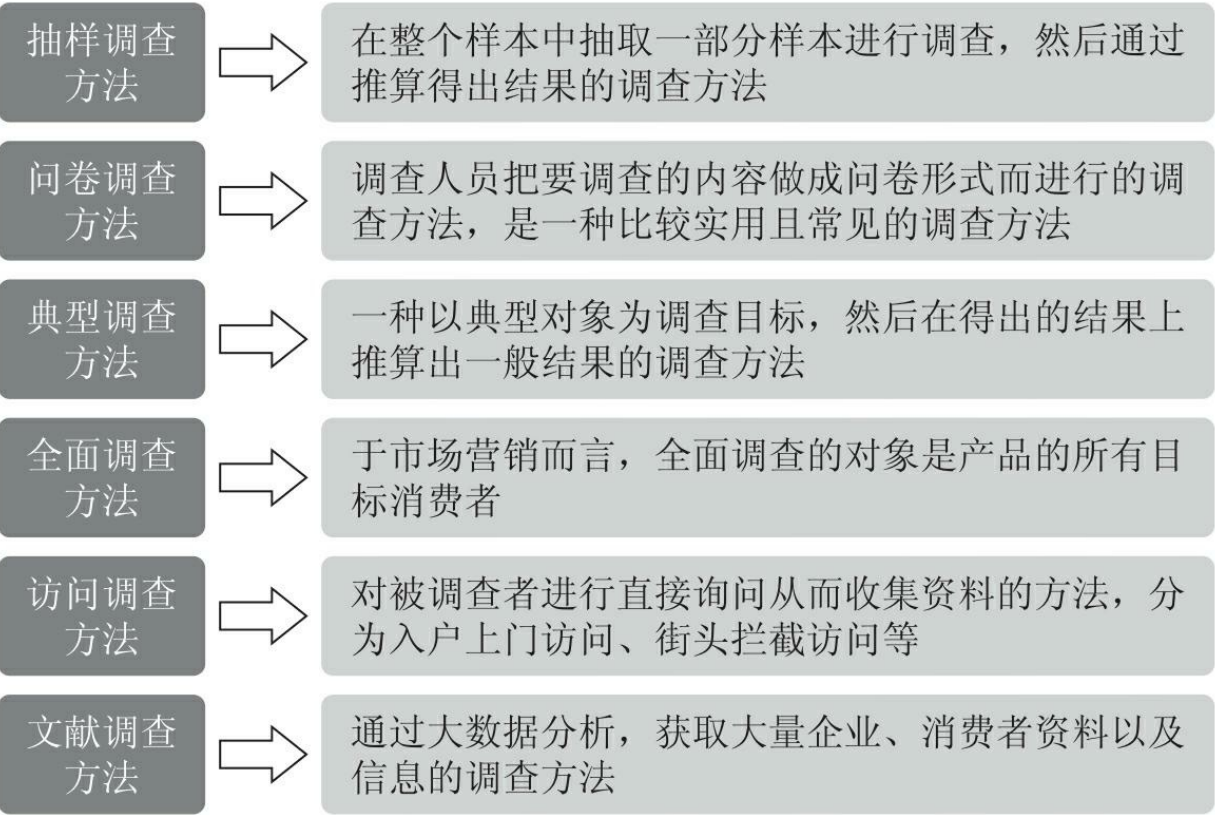 抽样调查
方法
在整个样本中抽取一部分样本进行调查，然后通过
推算得出结果的调查方法
问卷调查
方法
调查人员把要调查的内容做成问卷形式而进行的调
查方法，是一种比较实用且常见的调查方法
典型调查
方法
一种以典型对象为调查目标，然后在得出的结果上
推算出一般结果的调查方法
全面调查
方法
于市场营销而言，全面调查的对象是产品的所有目
标消费者
访问调查
方法
对被调查者进行直接询问从而收集资料的方法，分
为入户上门访问、街头拦截访问等
文献调查
方法
通过大数据分析，获取大量企业、消费者资料以及
信息的调查方法